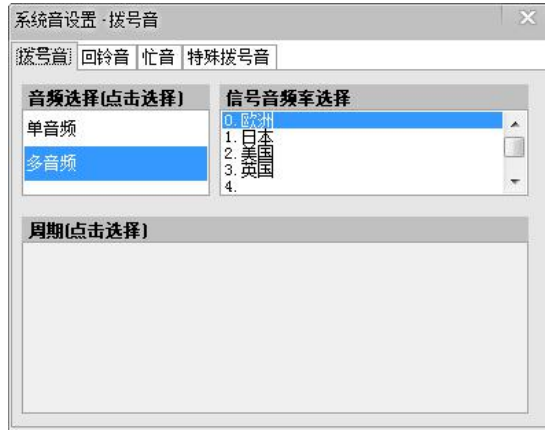 系统音设置 - 拨号音
拨号音 回铃音 忙音 特殊拨号音
音频选择(点击选择)
单音频
多音频
信号音频率选择
0. 欧洲
1. 日本
2. 美国
3. 英国
4.
周期(点击选择)